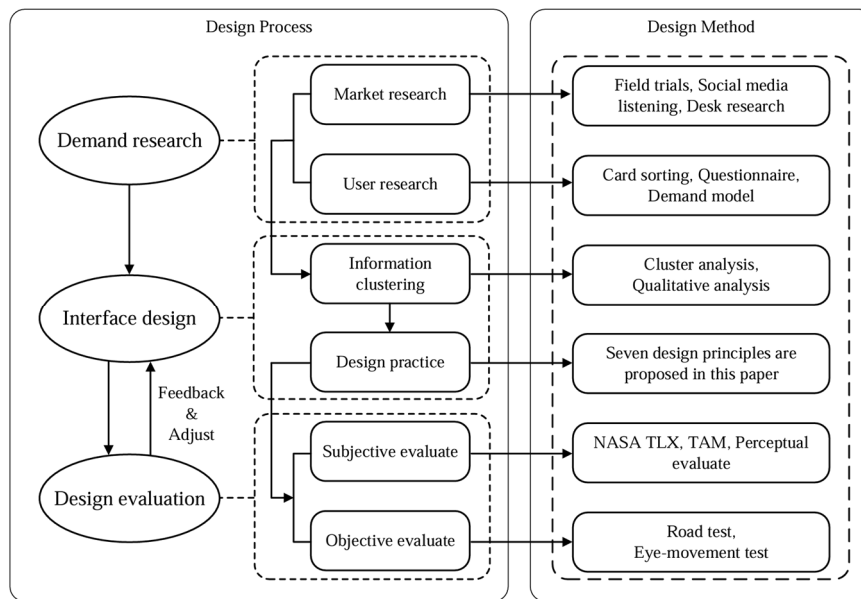 Design Process
Design Method
Demand research
Market research
Field trials, Social media
listening, Desk research
User research
Card sorting, Questionnaire,
Demand model
Interface design
Information
clustering
Cluster analysis,
Qualitative analysis
Design practice
Seven design principles are
proposed in this paper
Feedback
&
Adjust
Design evaluation
Subjective evaluate
NASA TLX, TAM, Perceptual
evaluate
Objective evaluate
Road test,
Eye-movement test